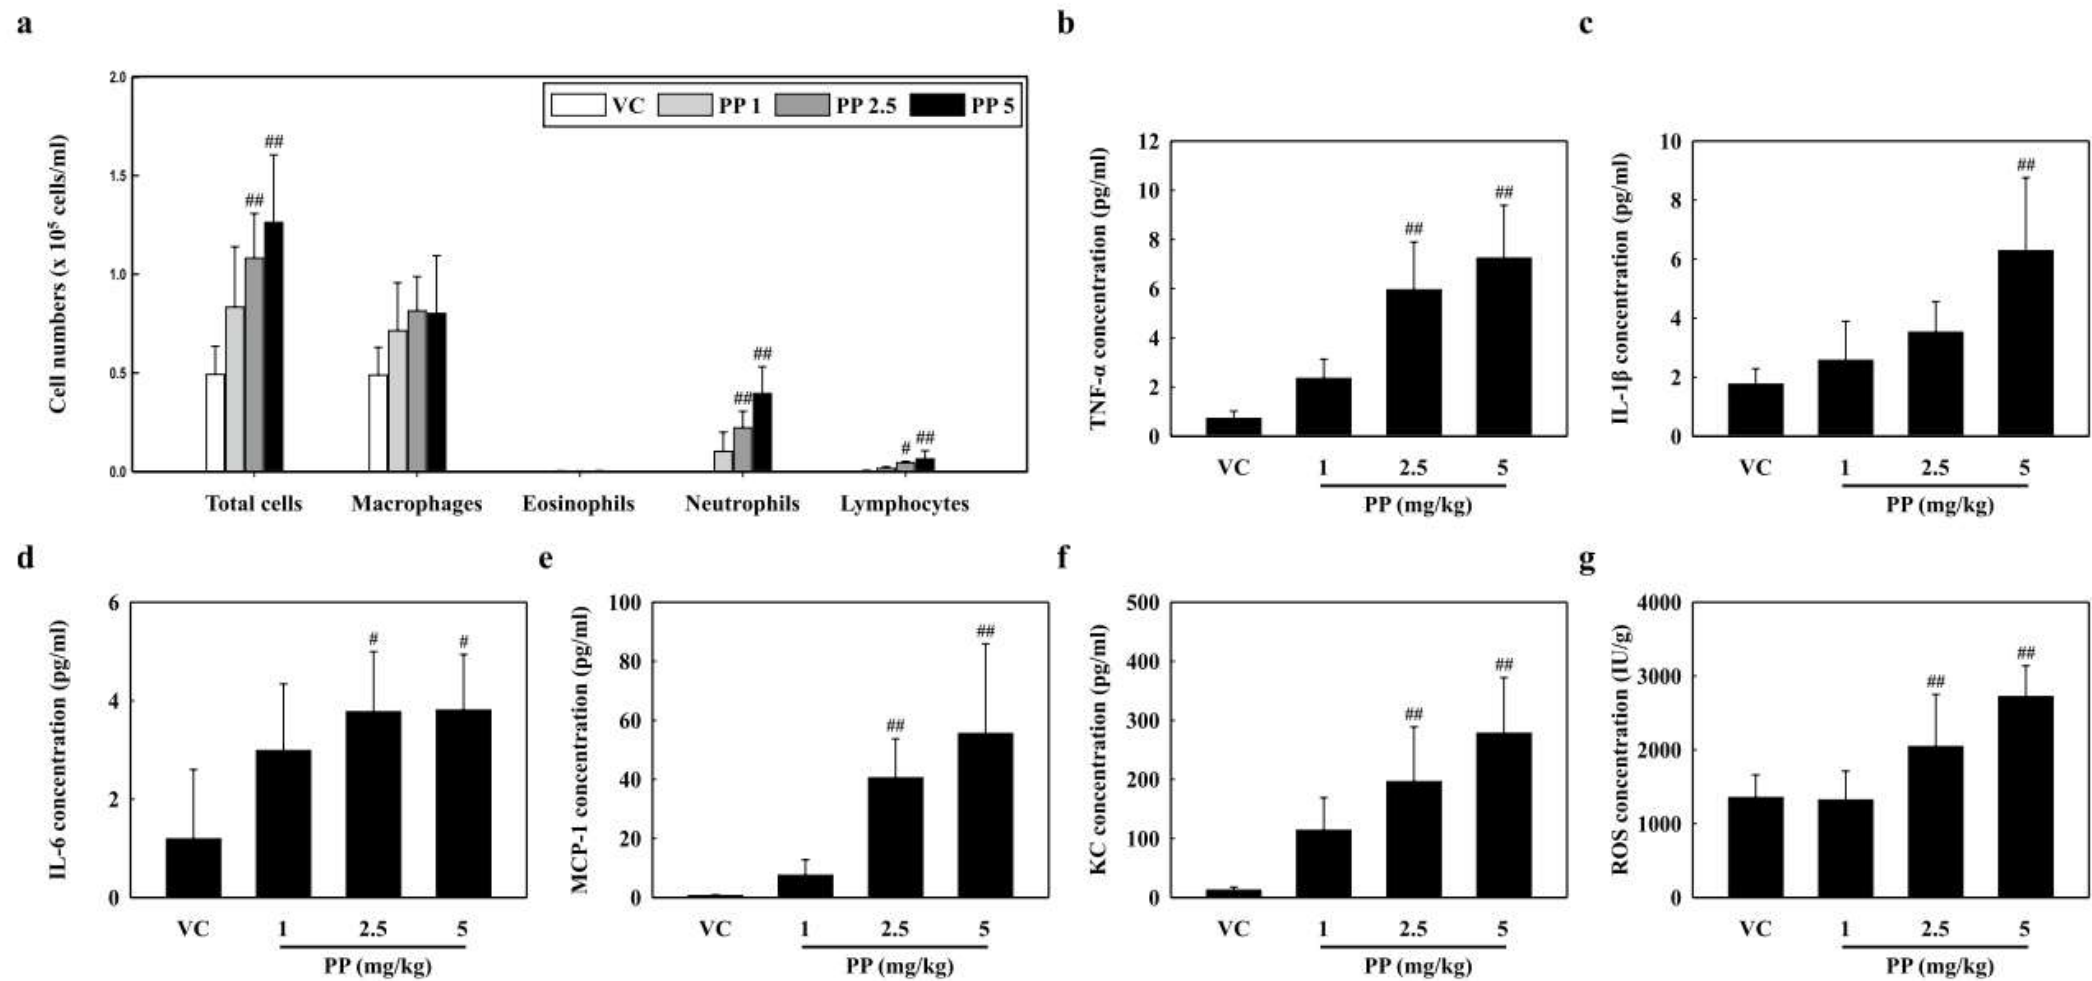 a
Cell numbers (x 10⁵ cells/ml)
2.0
1.5
1.0
0.5
0.0
VC PP 1 PP 2.5 PP 5
## ##
## ##
# ##
Total cells Macrophages Eosinophils Neutrophils Lymphocytes
b
TNF-α concentration (pg/ml)
12
10
8
6
4
2
0
## ##
VC 1 2.5 5
PP (mg/kg)
c
IL-1β concentration (pg/ml)
10
8
6
4
2
0
##
VC 1 2.5 5
PP (mg/kg)
d
IL-6 concentration (pg/ml)
6
4
2
0
# #
VC 1 2.5 5
PP (mg/kg)
e
MCP-1 concentration (pg/ml)
100
80
60
40
20
0
## ##
VC 1 2.5 5
PP (mg/kg)
f
KC concentration (pg/ml)
500
400
300
200
100
0
## ##
VC 1 2.5 5
PP (mg/kg)
g
ROS concentration (IU/g)
4000
3000
2000
1000
0
## ##
VC 1 2.5 5
PP (mg/kg)